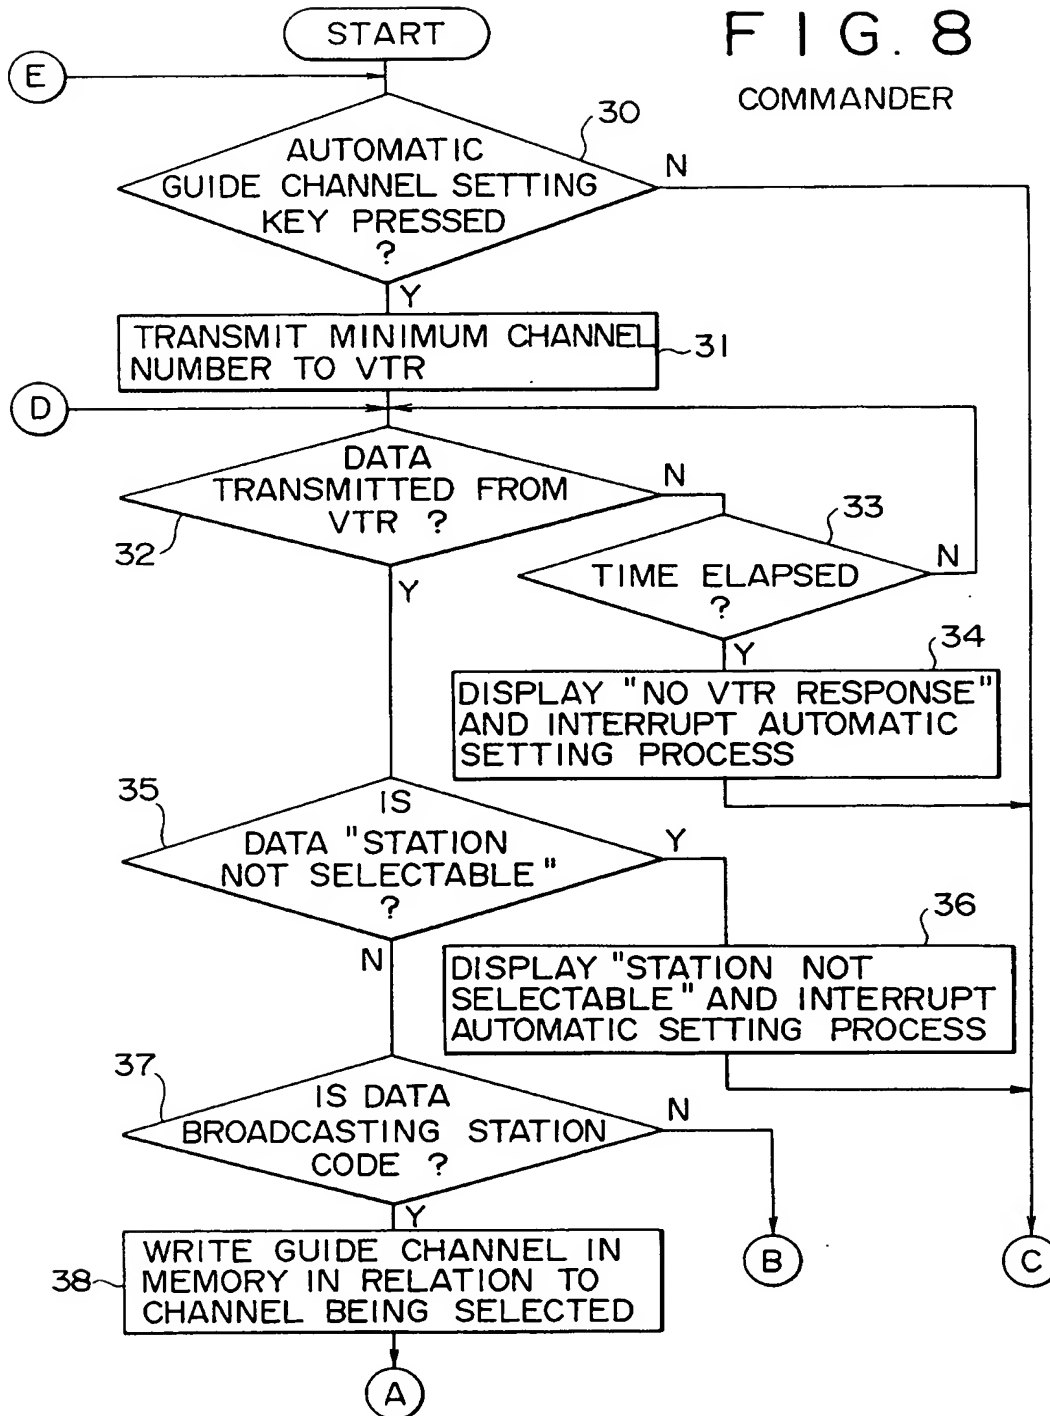 START
FIG. 8
COMMANDER
E
30
AUTOMATIC
GUIDE CHANNEL SETTING
KEY PRESSED
?
N
Y
TRANSMIT MINIMUM CHANNEL
NUMBER TO VTR
31
D
DATA
TRANSMITTED FROM
VTR ?
N
32
Y
33
TIME ELAPSED
?
N
Y
34
DISPLAY "NO VTR RESPONSE"
AND INTERRUPT AUTOMATIC
SETTING PROCESS
35
IS
DATA "STATION
NOT SELECTABLE"
?
Y
N
36
DISPLAY "STATION NOT
SELECTABLE" AND INTERRUPT
AUTOMATIC SETTING PROCESS
37
IS DATA
BROADCASTING STATION
CODE ?
N
Y
38
WRITE GUIDE CHANNEL IN
MEMORY IN RELATION TO
CHANNEL BEING SELECTED
B
C
A